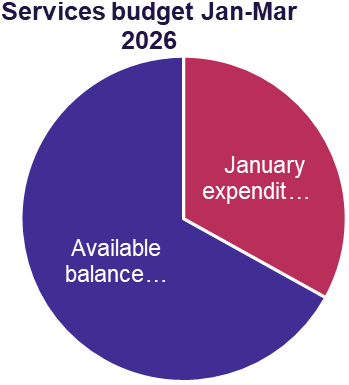 Services budget Jan-Mar
2026
January
expendit...
Available
balance...